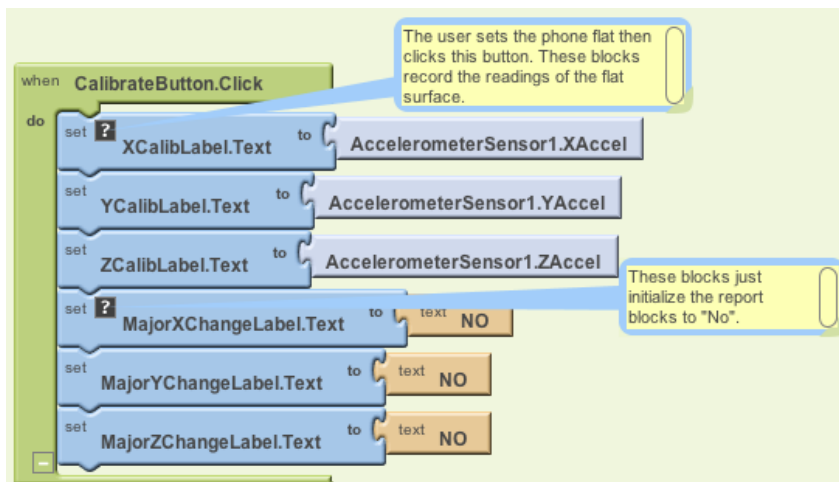 The user sets the phone flat then
clicks this button. These blocks
record the readings of the flat
surface.
when CalibrateButton.Click
do
set ? XCalibLabel.Text to AccelerometerSensor1.XAccel
set YCalibLabel.Text to AccelerometerSensor1.YAccel
set ZCalibLabel.Text to AccelerometerSensor1.ZAccel
These blocks just
initialize the report
blocks to "No".
set ? MajorXChangeLabel.Text to text NO
set MajorYChangeLabel.Text to text NO
set MajorZChangeLabel.Text to text NO